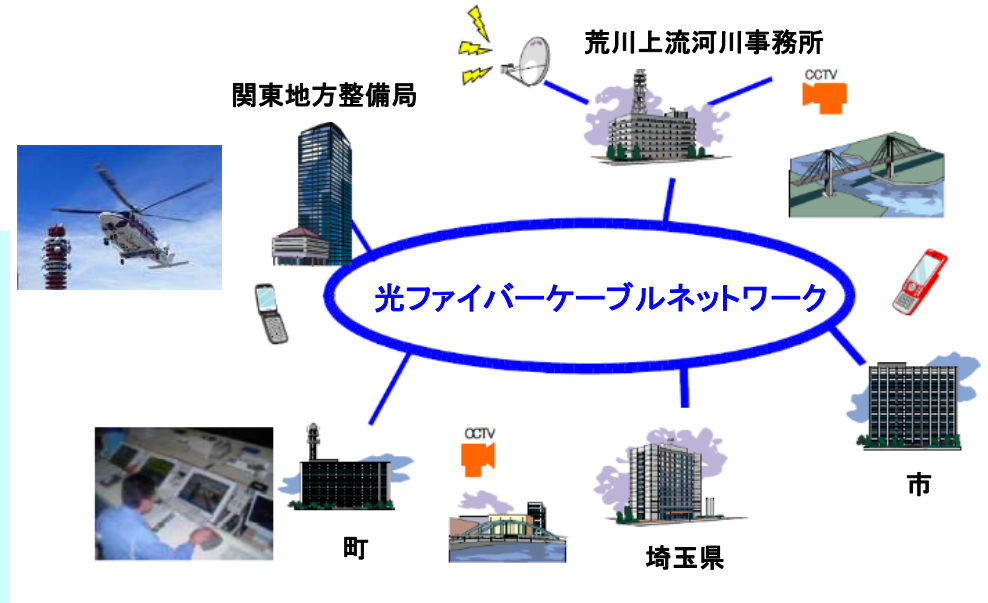 荒川上流河川事務所
CCTV
関東地方整備局
光ファイバーケーブルネットワーク
CCTV
市
町
埼玉県